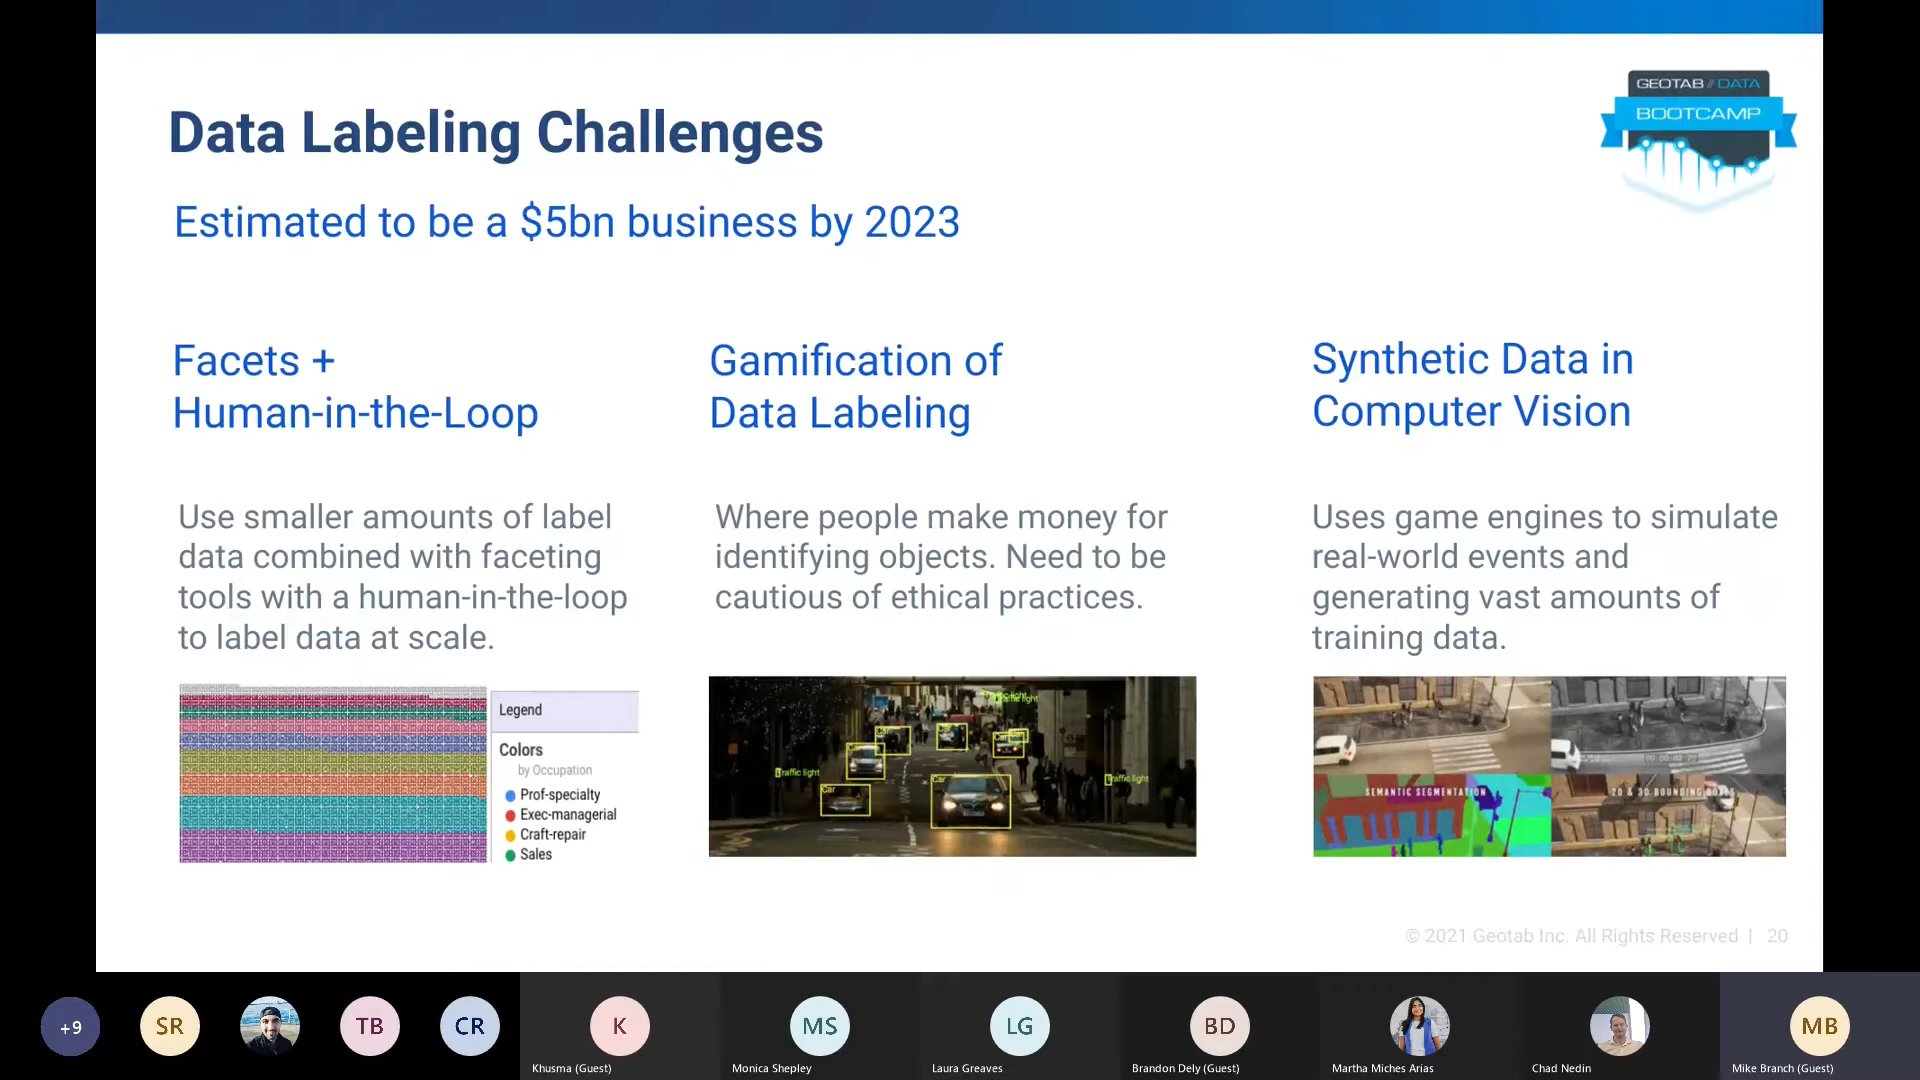 GEOTAB // DATA
BOOTCAMP
Data Labeling Challenges
Estimated to be a $5bn business by 2023
Facets +
Human-in-the-Loop
Use smaller amounts of label
data combined with faceting
tools with a human-in-the-loop
to label data at scale.
Legend
Colors
by Occupation
Prof-specialty
Exec-managerial
Craft-repair
Sales
Gamification of
Data Labeling
Where people make money for
identifying objects. Need to be
cautious of ethical practices.
Traffic light
Car
Car
Car
Traffic light
Traffic light
Car
Car
Synthetic Data in
Computer Vision
Uses game engines to simulate
real-world events and
generating vast amounts of
training data.
SEMANTIC SEGMENTATION
2D & 3D BOUNDING BOXES
© 2021 Geotab Inc. All Rights Reserved | 20
+9
SR
TB
CR
K
MS
LG
BD
MB
Khusma (Guest)
Monica Shepley
Laura Greaves
Brandon Dely (Guest)
Martha Miches Arias
Chad Nedin
Mike Branch (Guest)